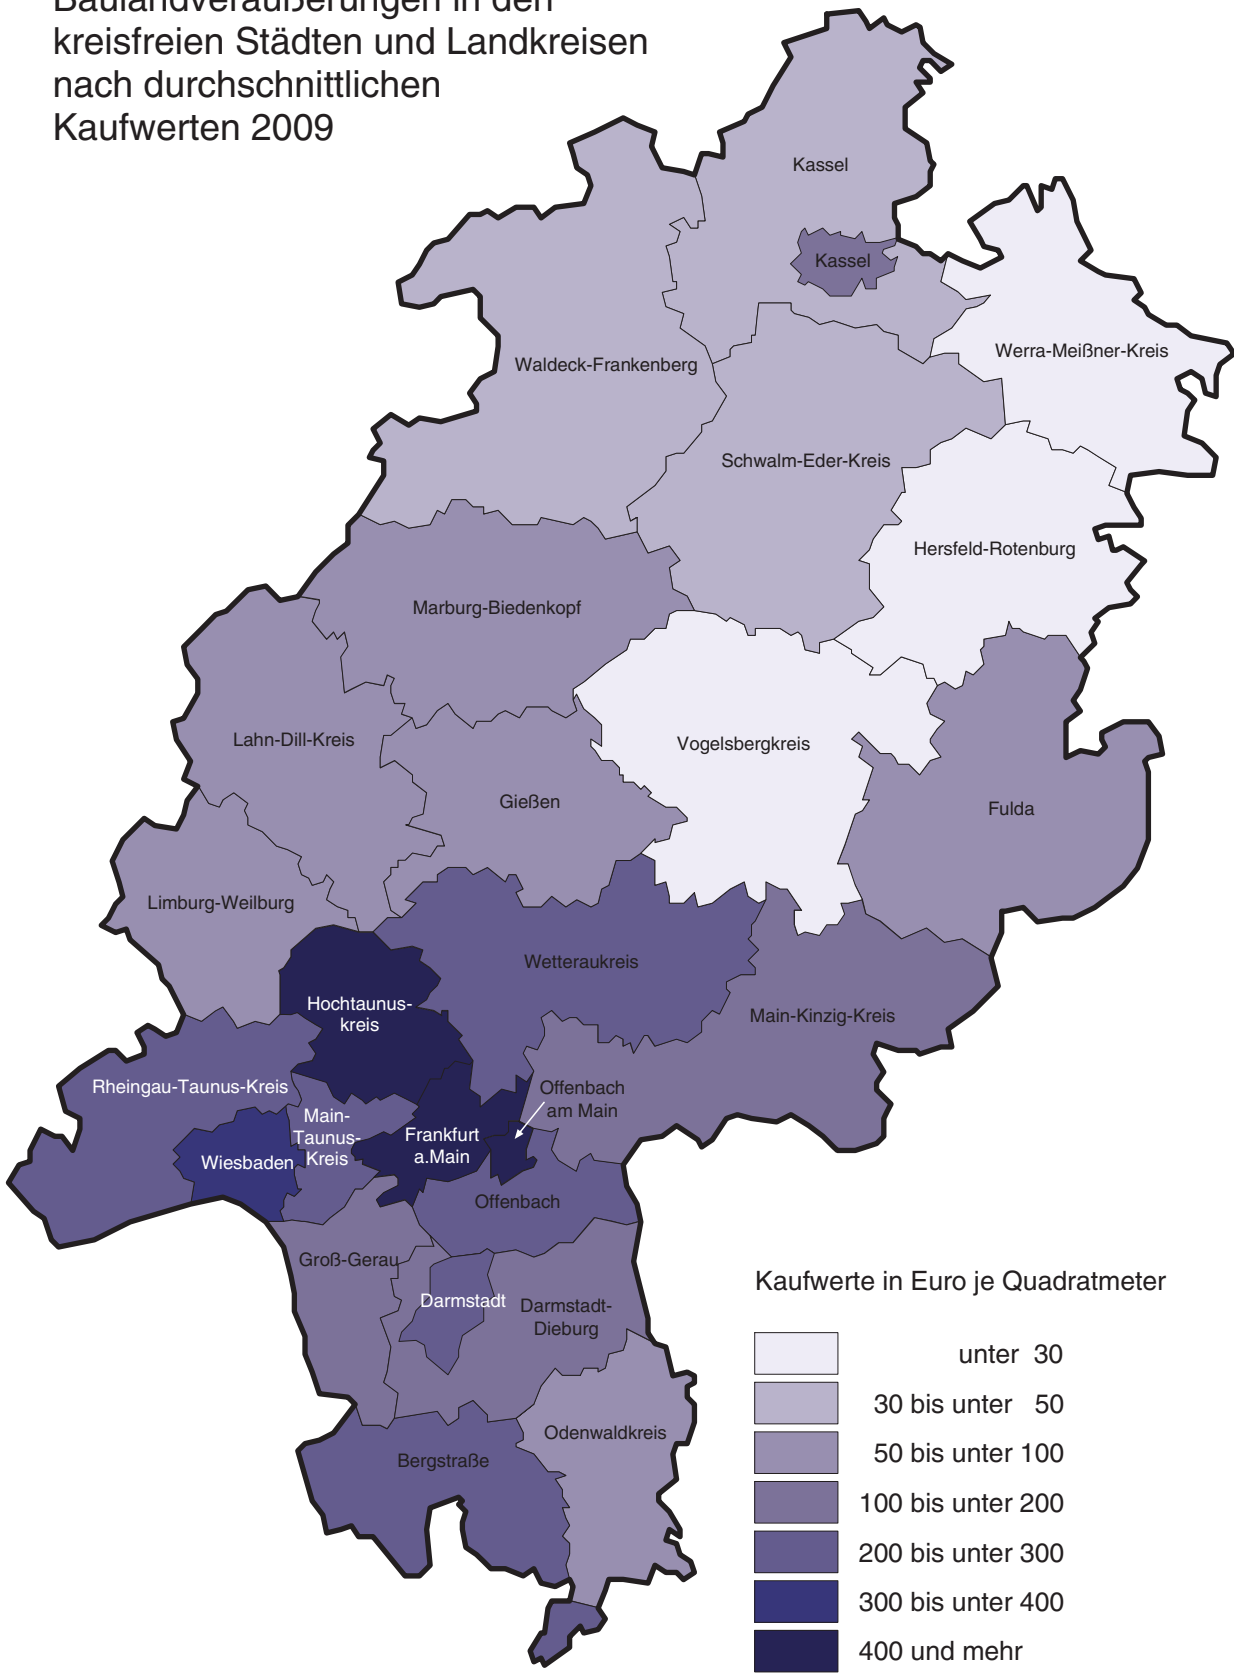 Baulandveräußerungen in den
kreisfreien Städten und Landkreisen
nach durchschnittlichen
Kaufwerten 2009
Kassel
Kassel
Werra-Meißner-Kreis
Waldeck-Frankenberg
Schwalm-Eder-Kreis
Hersfeld-Rotenburg
Marburg-Biedenkopf
Lahn-Dill-Kreis
Vogelsbergkreis
Gießen
Fulda
Limburg-Weilburg
Wetteraukreis
Hochtaunus-
kreis
Main-Kinzig-Kreis
Rheingau-Taunus-Kreis
Offenbach
am Main
Main-
Taunus-
Kreis
Frankfurt
a.Main
Wiesbaden
Offenbach
Groß-Gerau
Darmstadt
Darmstadt-
Dieburg
Odenwaldkreis
Bergstraße
Kaufwerte in Euro je Quadratmeter
unter 30
30 bis unter 50
50 bis unter 100
100 bis unter 200
200 bis unter 300
300 bis unter 400
400 und mehr